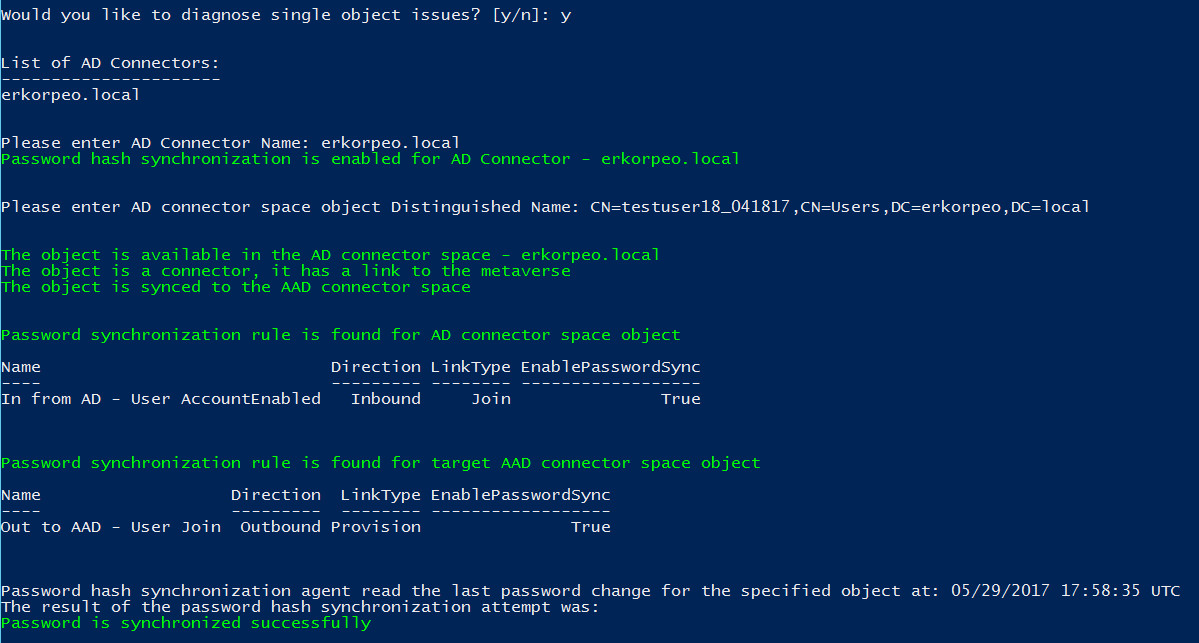 Would you like to diagnose single object issues? [y/n]: y
List of AD Connectors:
----------------------
erkorpeo.local
Please enter AD Connector Name: erkorpeo.local
Password hash synchronization is enabled for AD Connector - erkorpeo.local
Please enter AD connector space object Distinguished Name: CN=testuser18_041817,CN=Users,DC=erkorpeo,DC=local
The object is available in the AD connector space - erkorpeo.local
The object is a connector, it has a link to the metaverse
The object is synced to the AAD connector space
Password synchronization rule is found for AD connector space object
Name                             Direction LinkType EnablePasswordSync
----                             --------- -------- ------------------
In from AD - User AccountEnabled   Inbound     Join               True
Password synchronization rule is found for target AAD connector space object
Name                   Direction  LinkType EnablePasswordSync
----                   ---------  -------- ------------------
Out to AAD - User Join  Outbound Provision               True
Password hash synchronization agent read the last password change for the specified object at: 05/29/2017 17:58:35 UTC
The result of the password hash synchronization attempt was:
Password is synchronized successfully